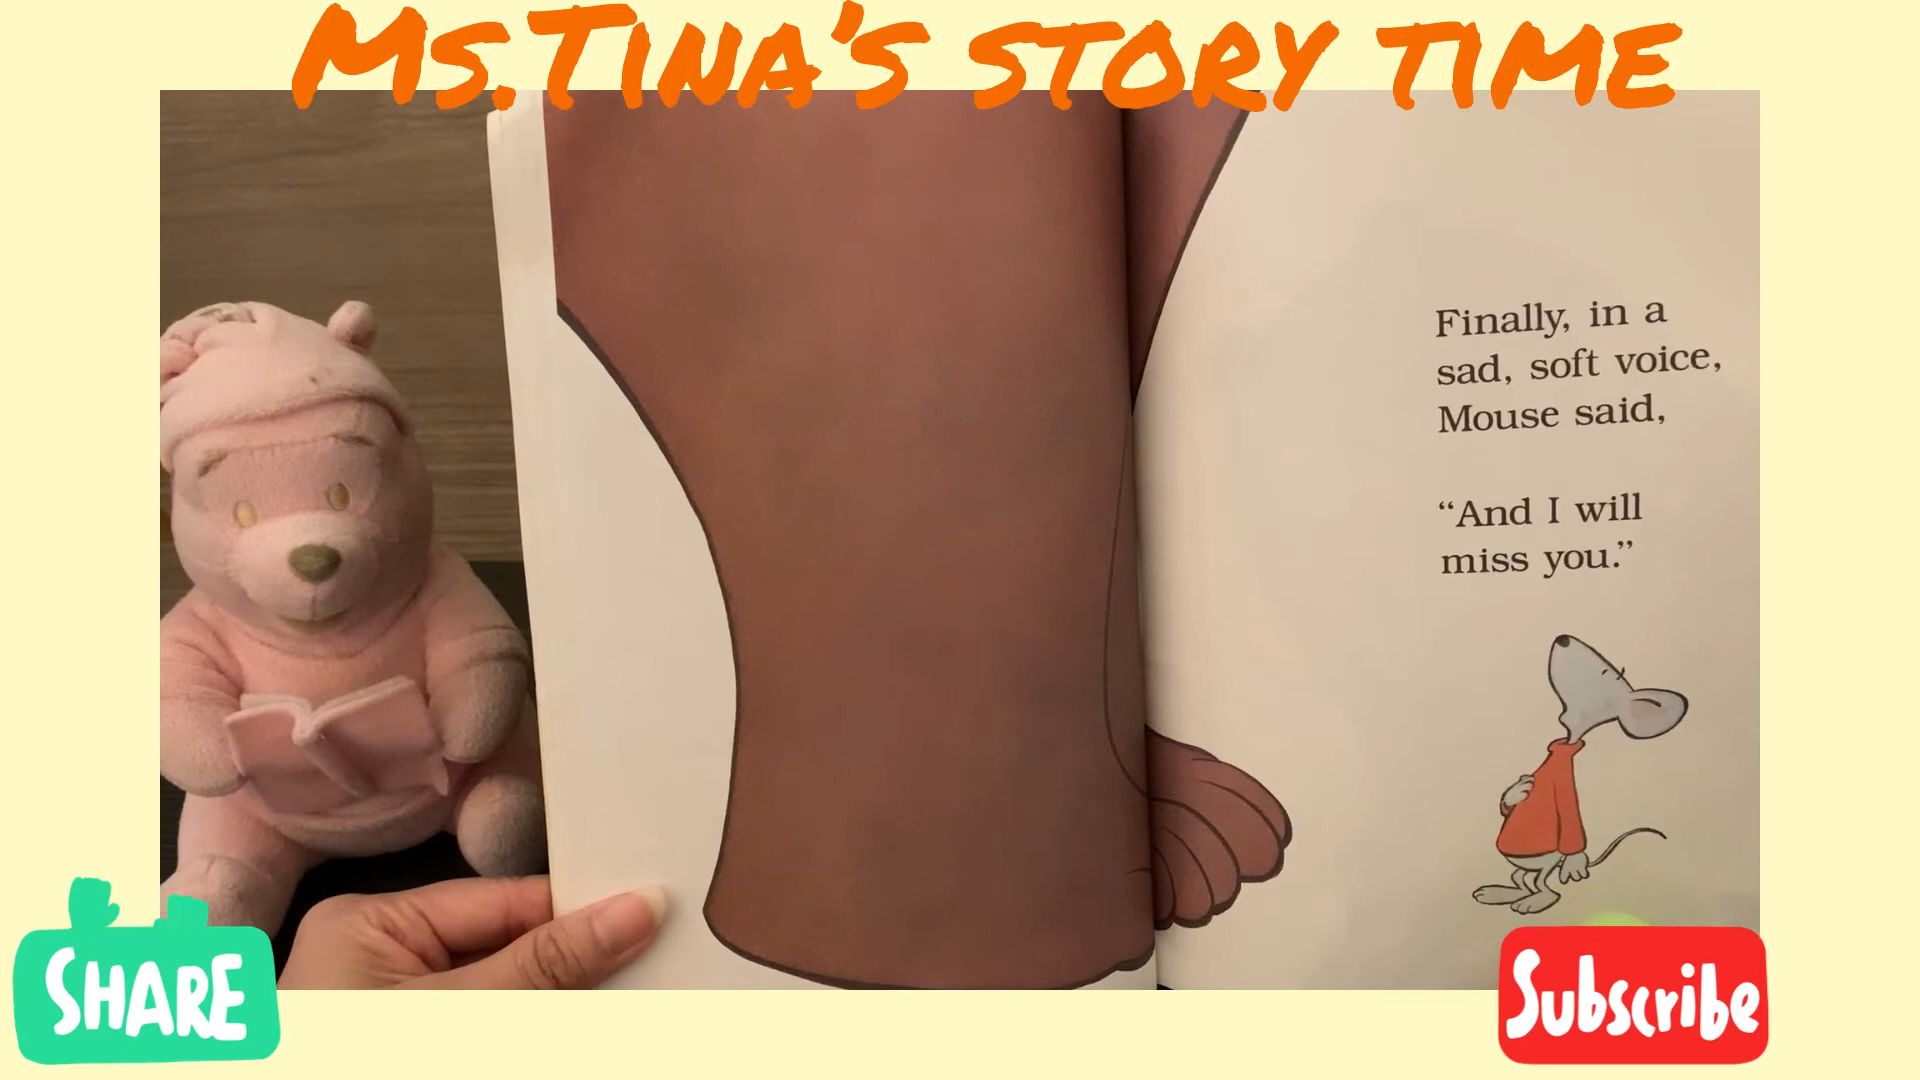 Ms.Tina's story time
Finally, in a
sad, soft voice,
Mouse said,
“And I will
miss you.”
SHARE
Subscribe